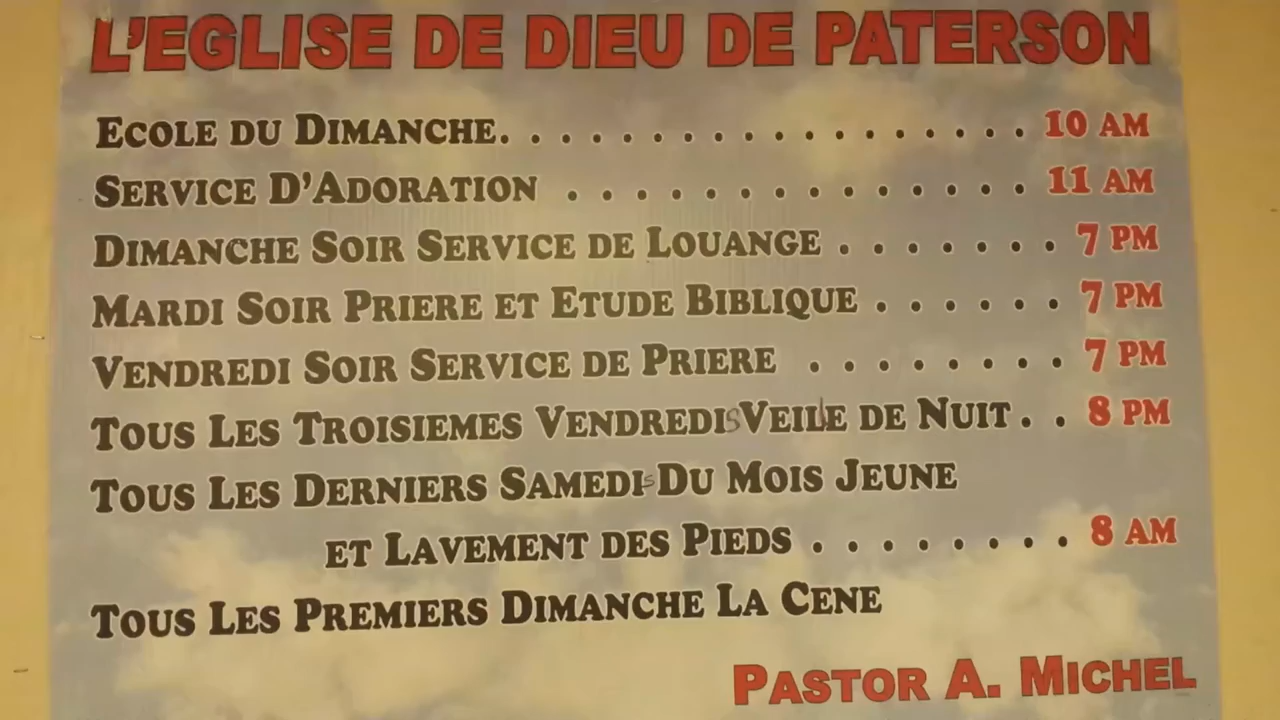 L'EGLISE DE DIEU DE PATERSON
ECOLE DU DIMANCHE. . . . . . . . . . . . . . . . . . 10 AM
SERVICE D'ADORATION . . . . . . . . . . . . . . 11 AM
DIMANCHE SOIR SERVICE DE LOUANGE . . . . . . . 7 PM
MARDI SOIR PRIERE ET ETUDE BIBLIQUE . . . . . . 7 PM
VENDREDI SOIR SERVICE DE PRIERE . . . . . . . . 7 PM
TOUS LES TROISIEMES VENDREDIS VEILLE DE NUIT . . 8 PM
TOUS LES DERNIERS SAMEDIS DU MOIS JEUNE
ET LAVEMENT DES PIEDS . . . . . . . . 8 AM
TOUS LES PREMIERS DIMANCHE LA CENE
PASTOR A. MICHEL